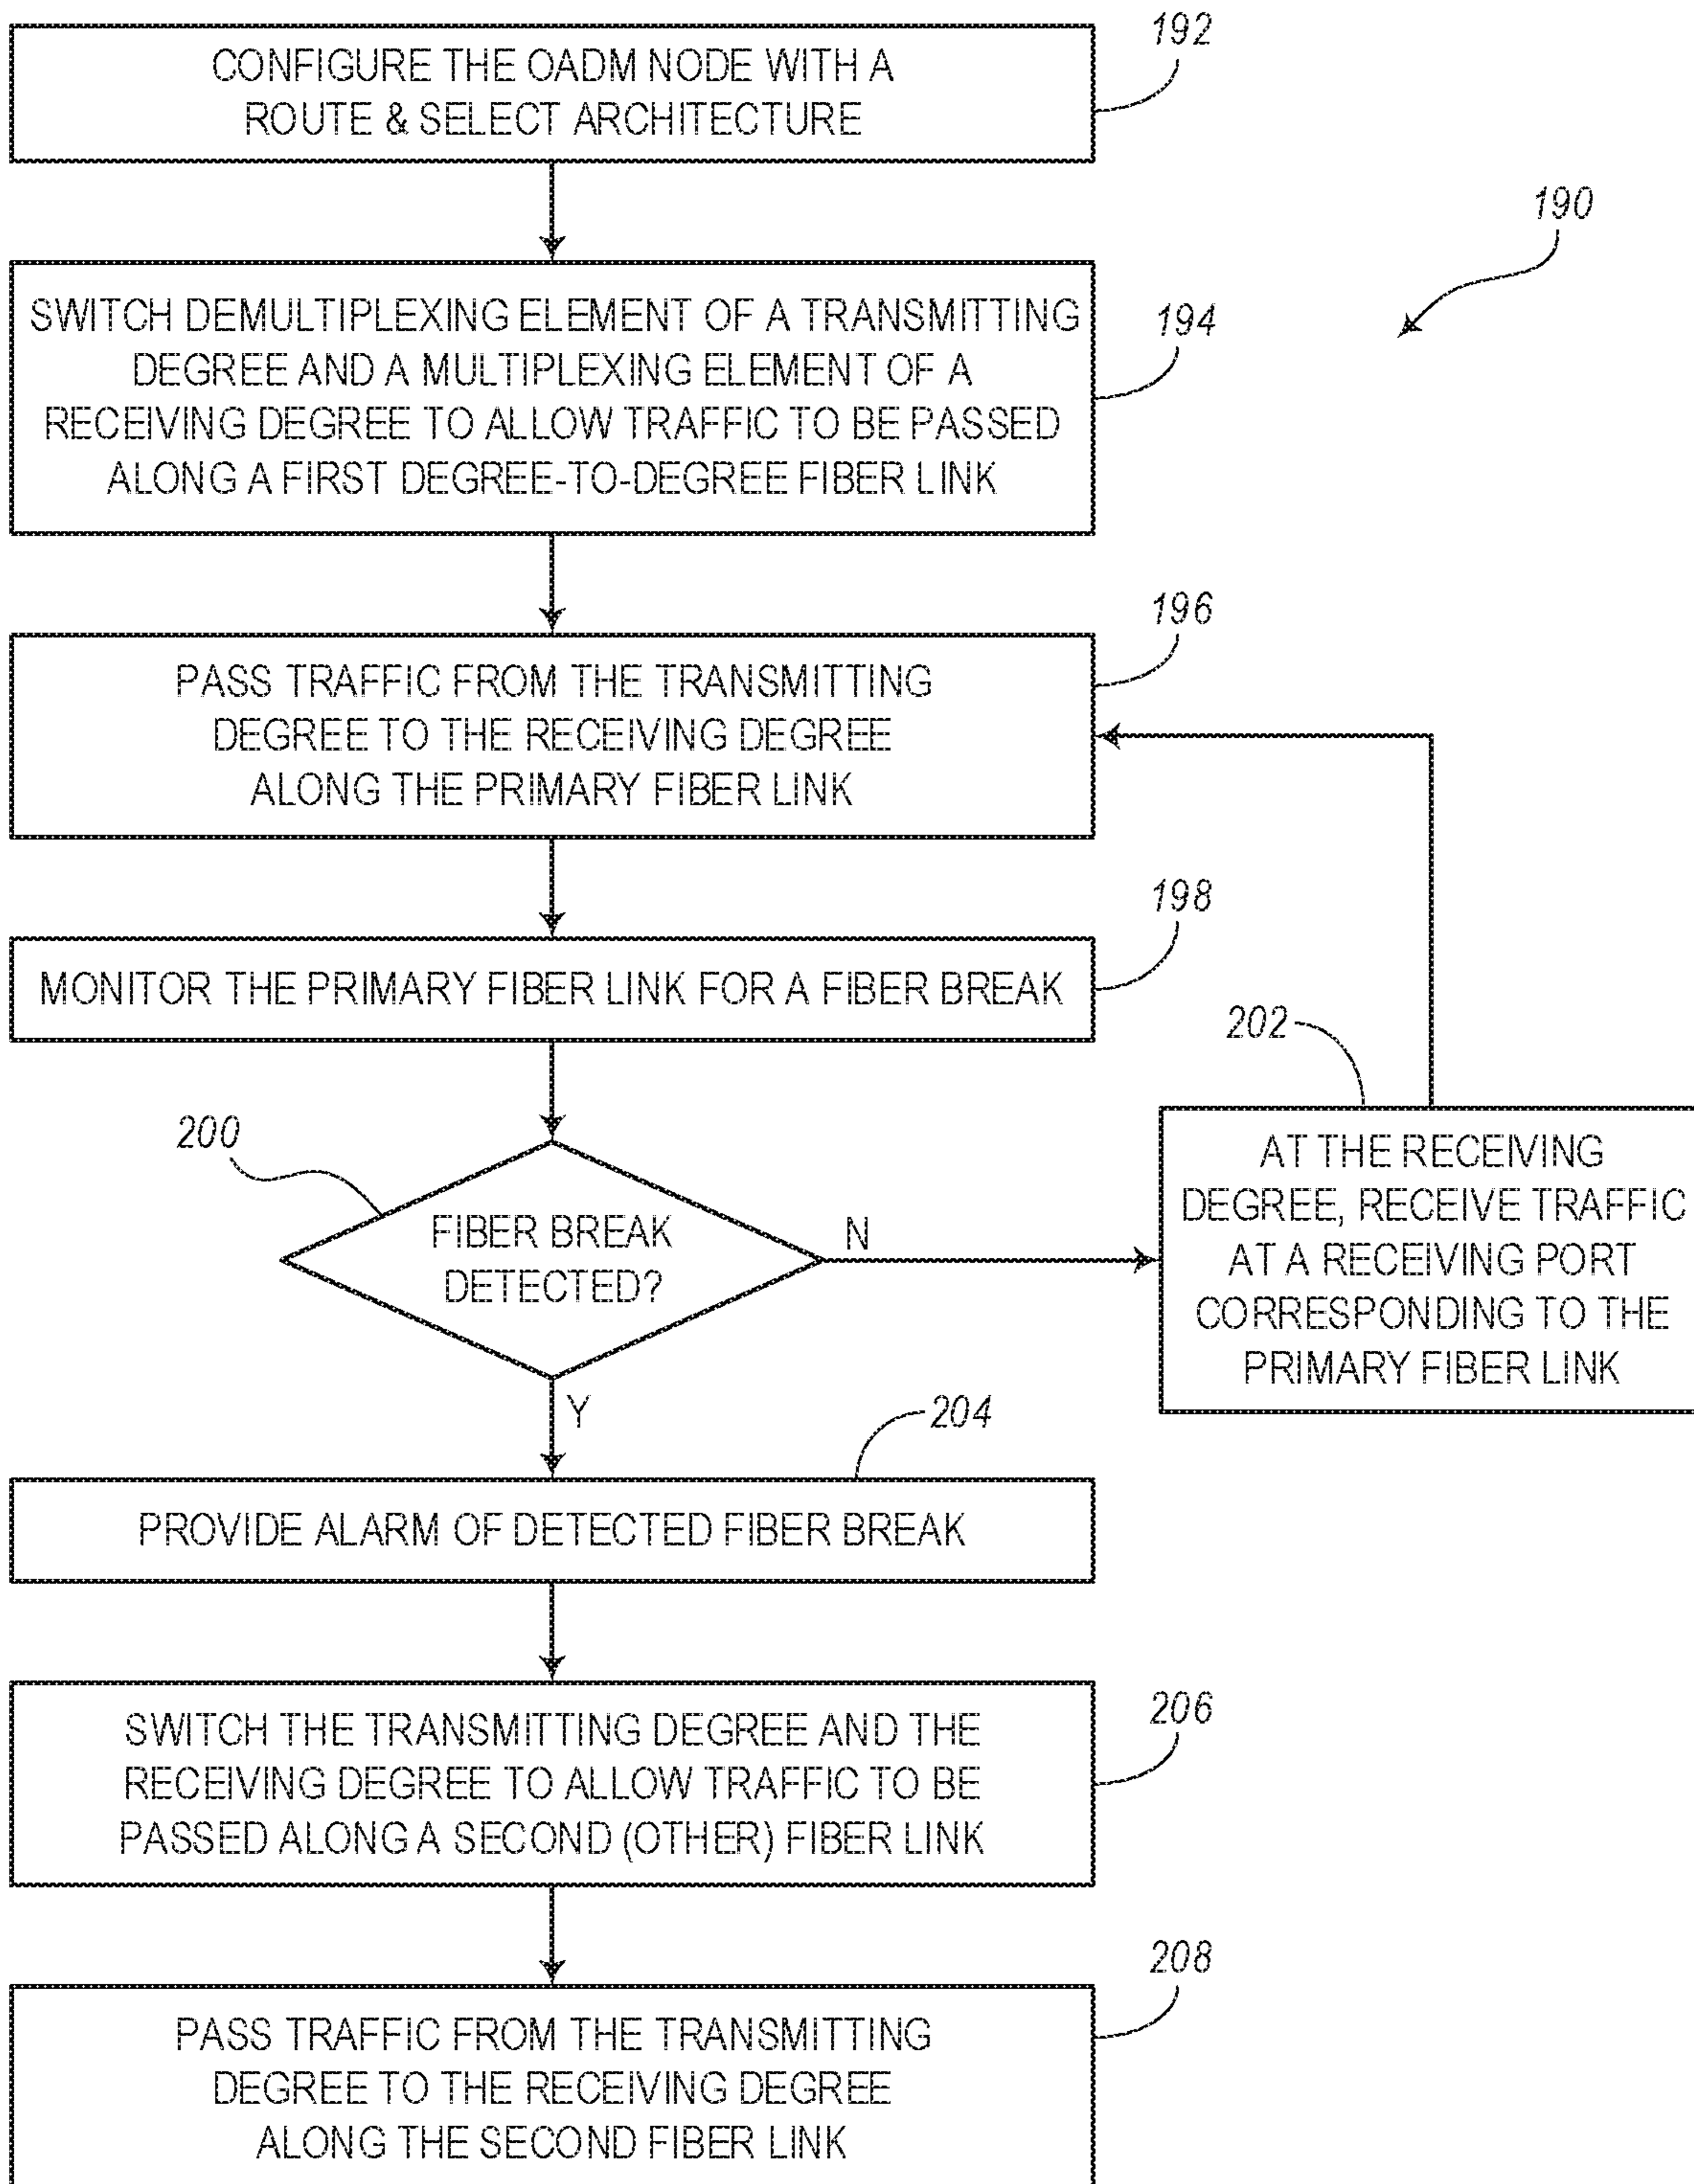 192
CONFIGURE THE OADM NODE WITH A
ROUTE & SELECT ARCHITECTURE
190
194
SWITCH DEMULTIPLEXING ELEMENT OF A TRANSMITTING
DEGREE AND A MULTIPLEXING ELEMENT OF A
RECEIVING DEGREE TO ALLOW TRAFFIC TO BE PASSED
ALONG A FIRST DEGREE-TO-DEGREE FIBER LINK
196
PASS TRAFFIC FROM THE TRANSMITTING
DEGREE TO THE RECEIVING DEGREE
ALONG THE PRIMARY FIBER LINK
198
MONITOR THE PRIMARY FIBER LINK FOR A FIBER BREAK
200
FIBER BREAK
DETECTED?
N
Y
202
AT THE RECEIVING
DEGREE, RECEIVE TRAFFIC
AT A RECEIVING PORT
CORRESPONDING TO THE
PRIMARY FIBER LINK
204
PROVIDE ALARM OF DETECTED FIBER BREAK
206
SWITCH THE TRANSMITTING DEGREE AND THE
RECEIVING DEGREE TO ALLOW TRAFFIC TO BE
PASSED ALONG A SECOND (OTHER) FIBER LINK
208
PASS TRAFFIC FROM THE TRANSMITTING
DEGREE TO THE RECEIVING DEGREE
ALONG THE SECOND FIBER LINK